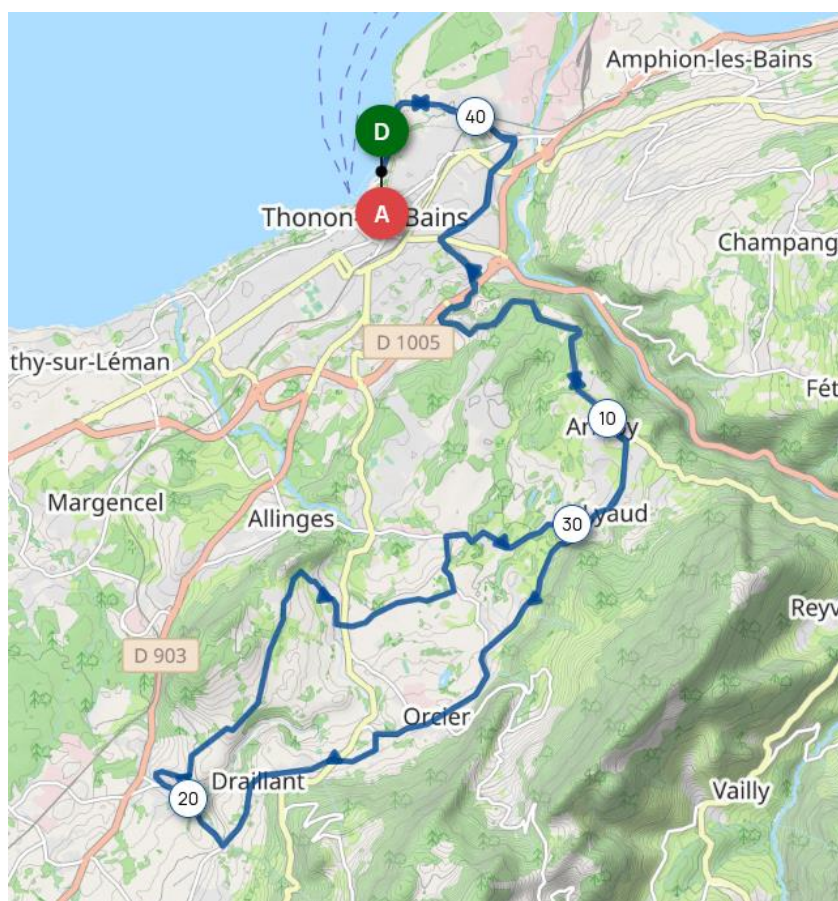 Amphion-les-Bains
40
D
Thonon-
A
Bains
Champang
D 1005
thy-sur-Léman
Fét
10
Margencel
Allinges
30
yaud
Reyv
D 903
Orcier
Draillant
20
Vailly